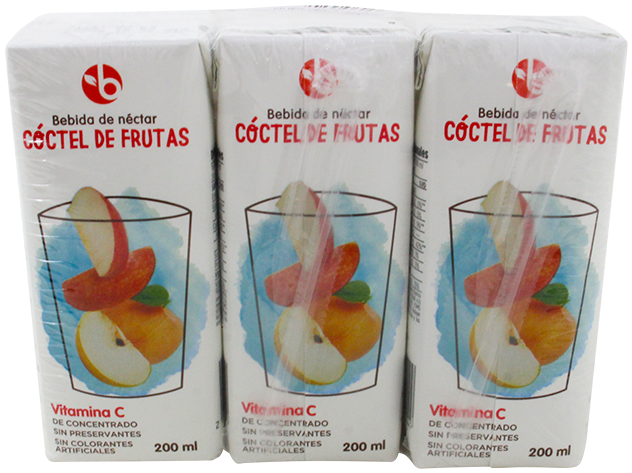 b
Bebida de néctar
CÓCTEL DE FRUTAS
Vitamina C
DE CONCENTRADO
SIN PRESERVANTES
SIN COLORANTES
ARTIFICIALES
200 ml
b
Bebida de néctar
CÓCTEL DE FRUTAS
Vitamina C
DE CONCENTRADO
SIN PRESERVANTES
SIN COLORANTES
ARTIFICIALES
200 ml
b
Bebida de néctar
CÓCTEL DE FRUTAS
Vitamina C
DE CONCENTRADO
SIN PRESERVANTES
SIN COLORANTES
ARTIFICIALES
200 ml